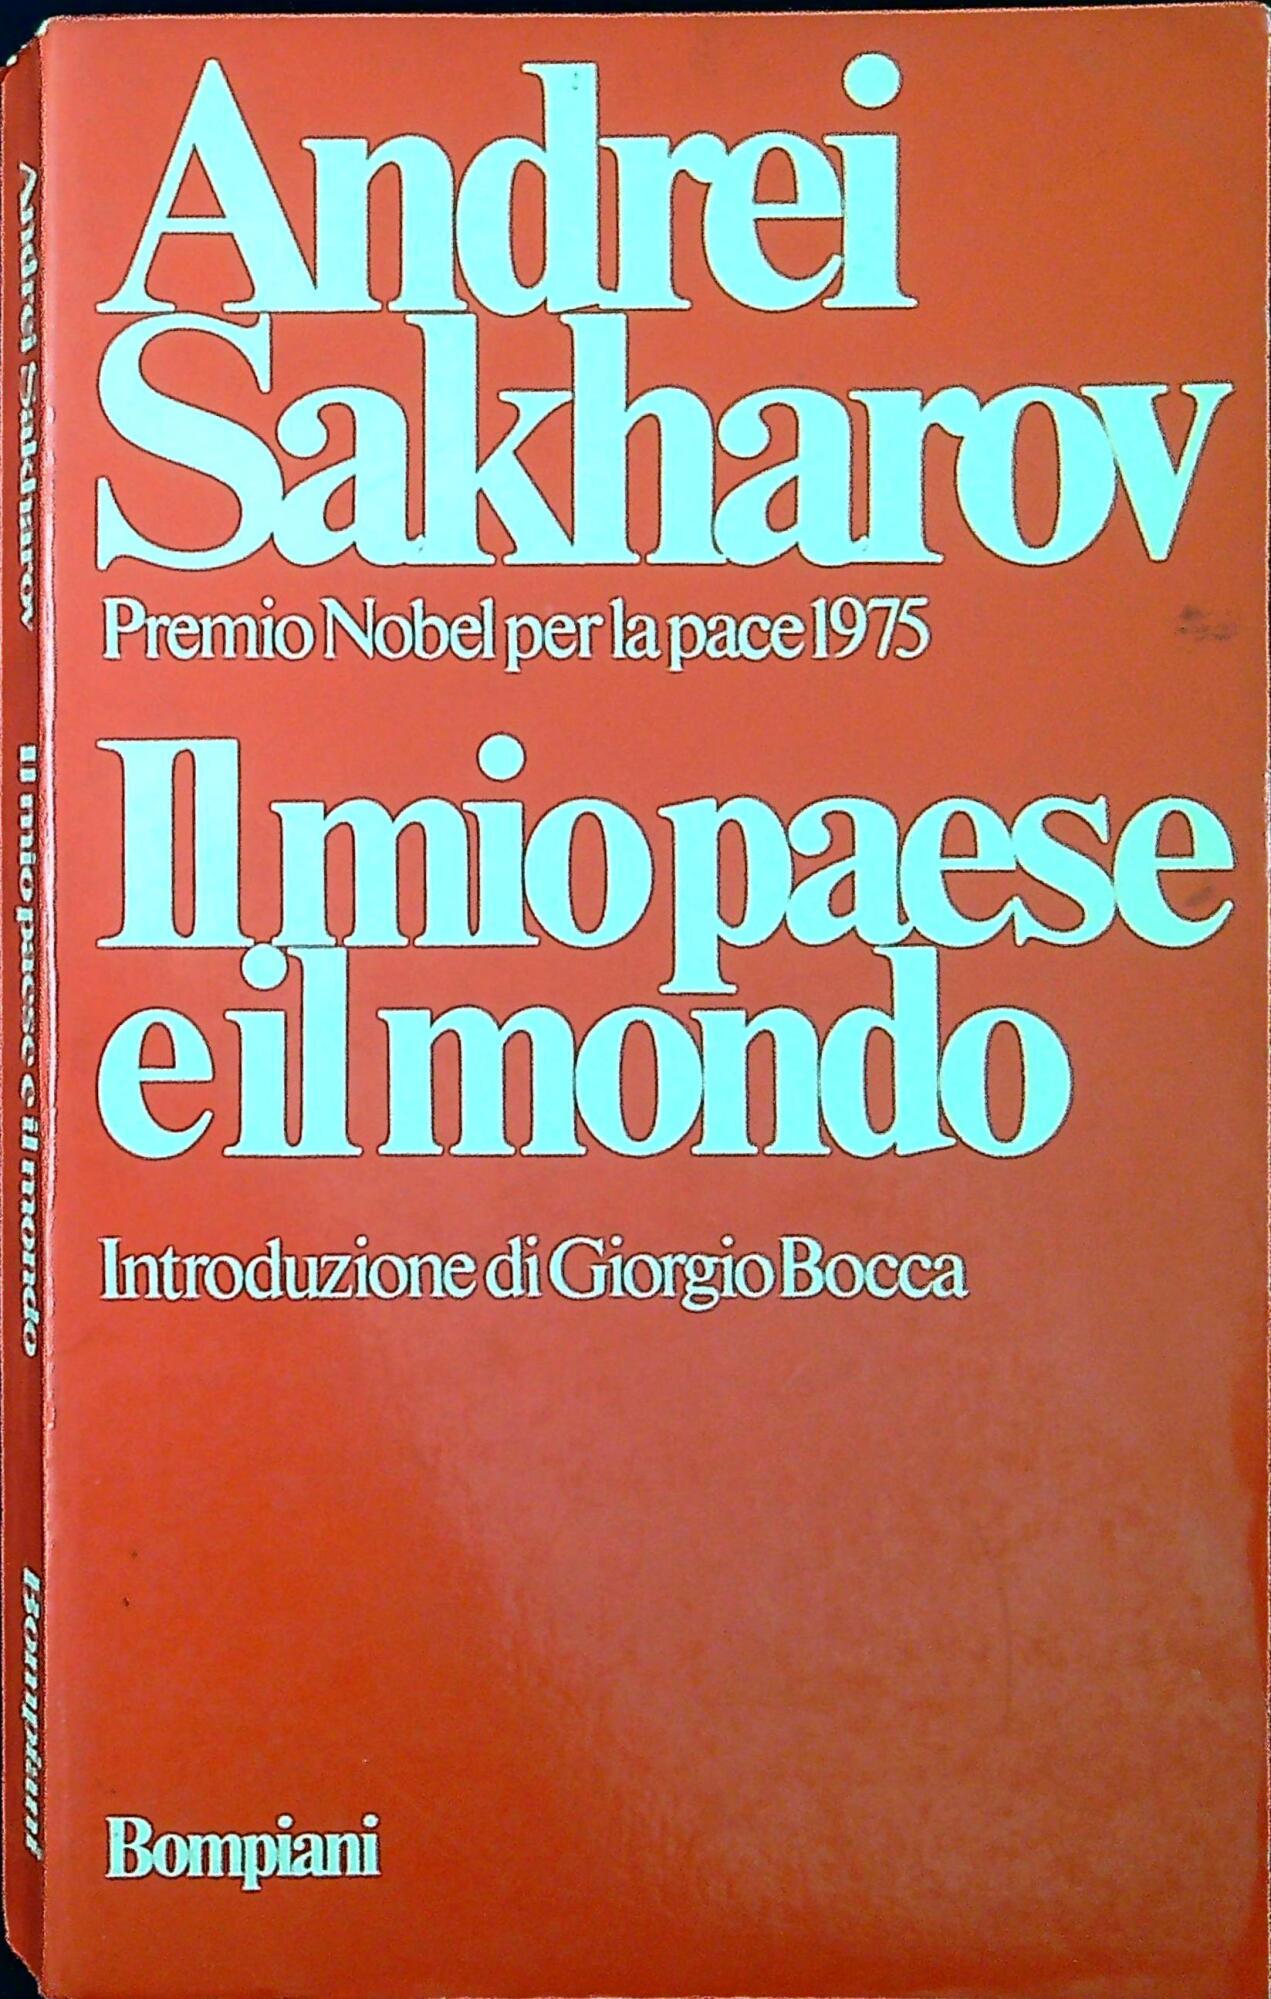 Andrei
Sakharov
Premio Nobel per la pace 1975
Il mio paese
e il mondo
Introduzione di Giorgio Bocca
Bompiani
Andrei Sakharov Il mio paese e il mondo Bompiani